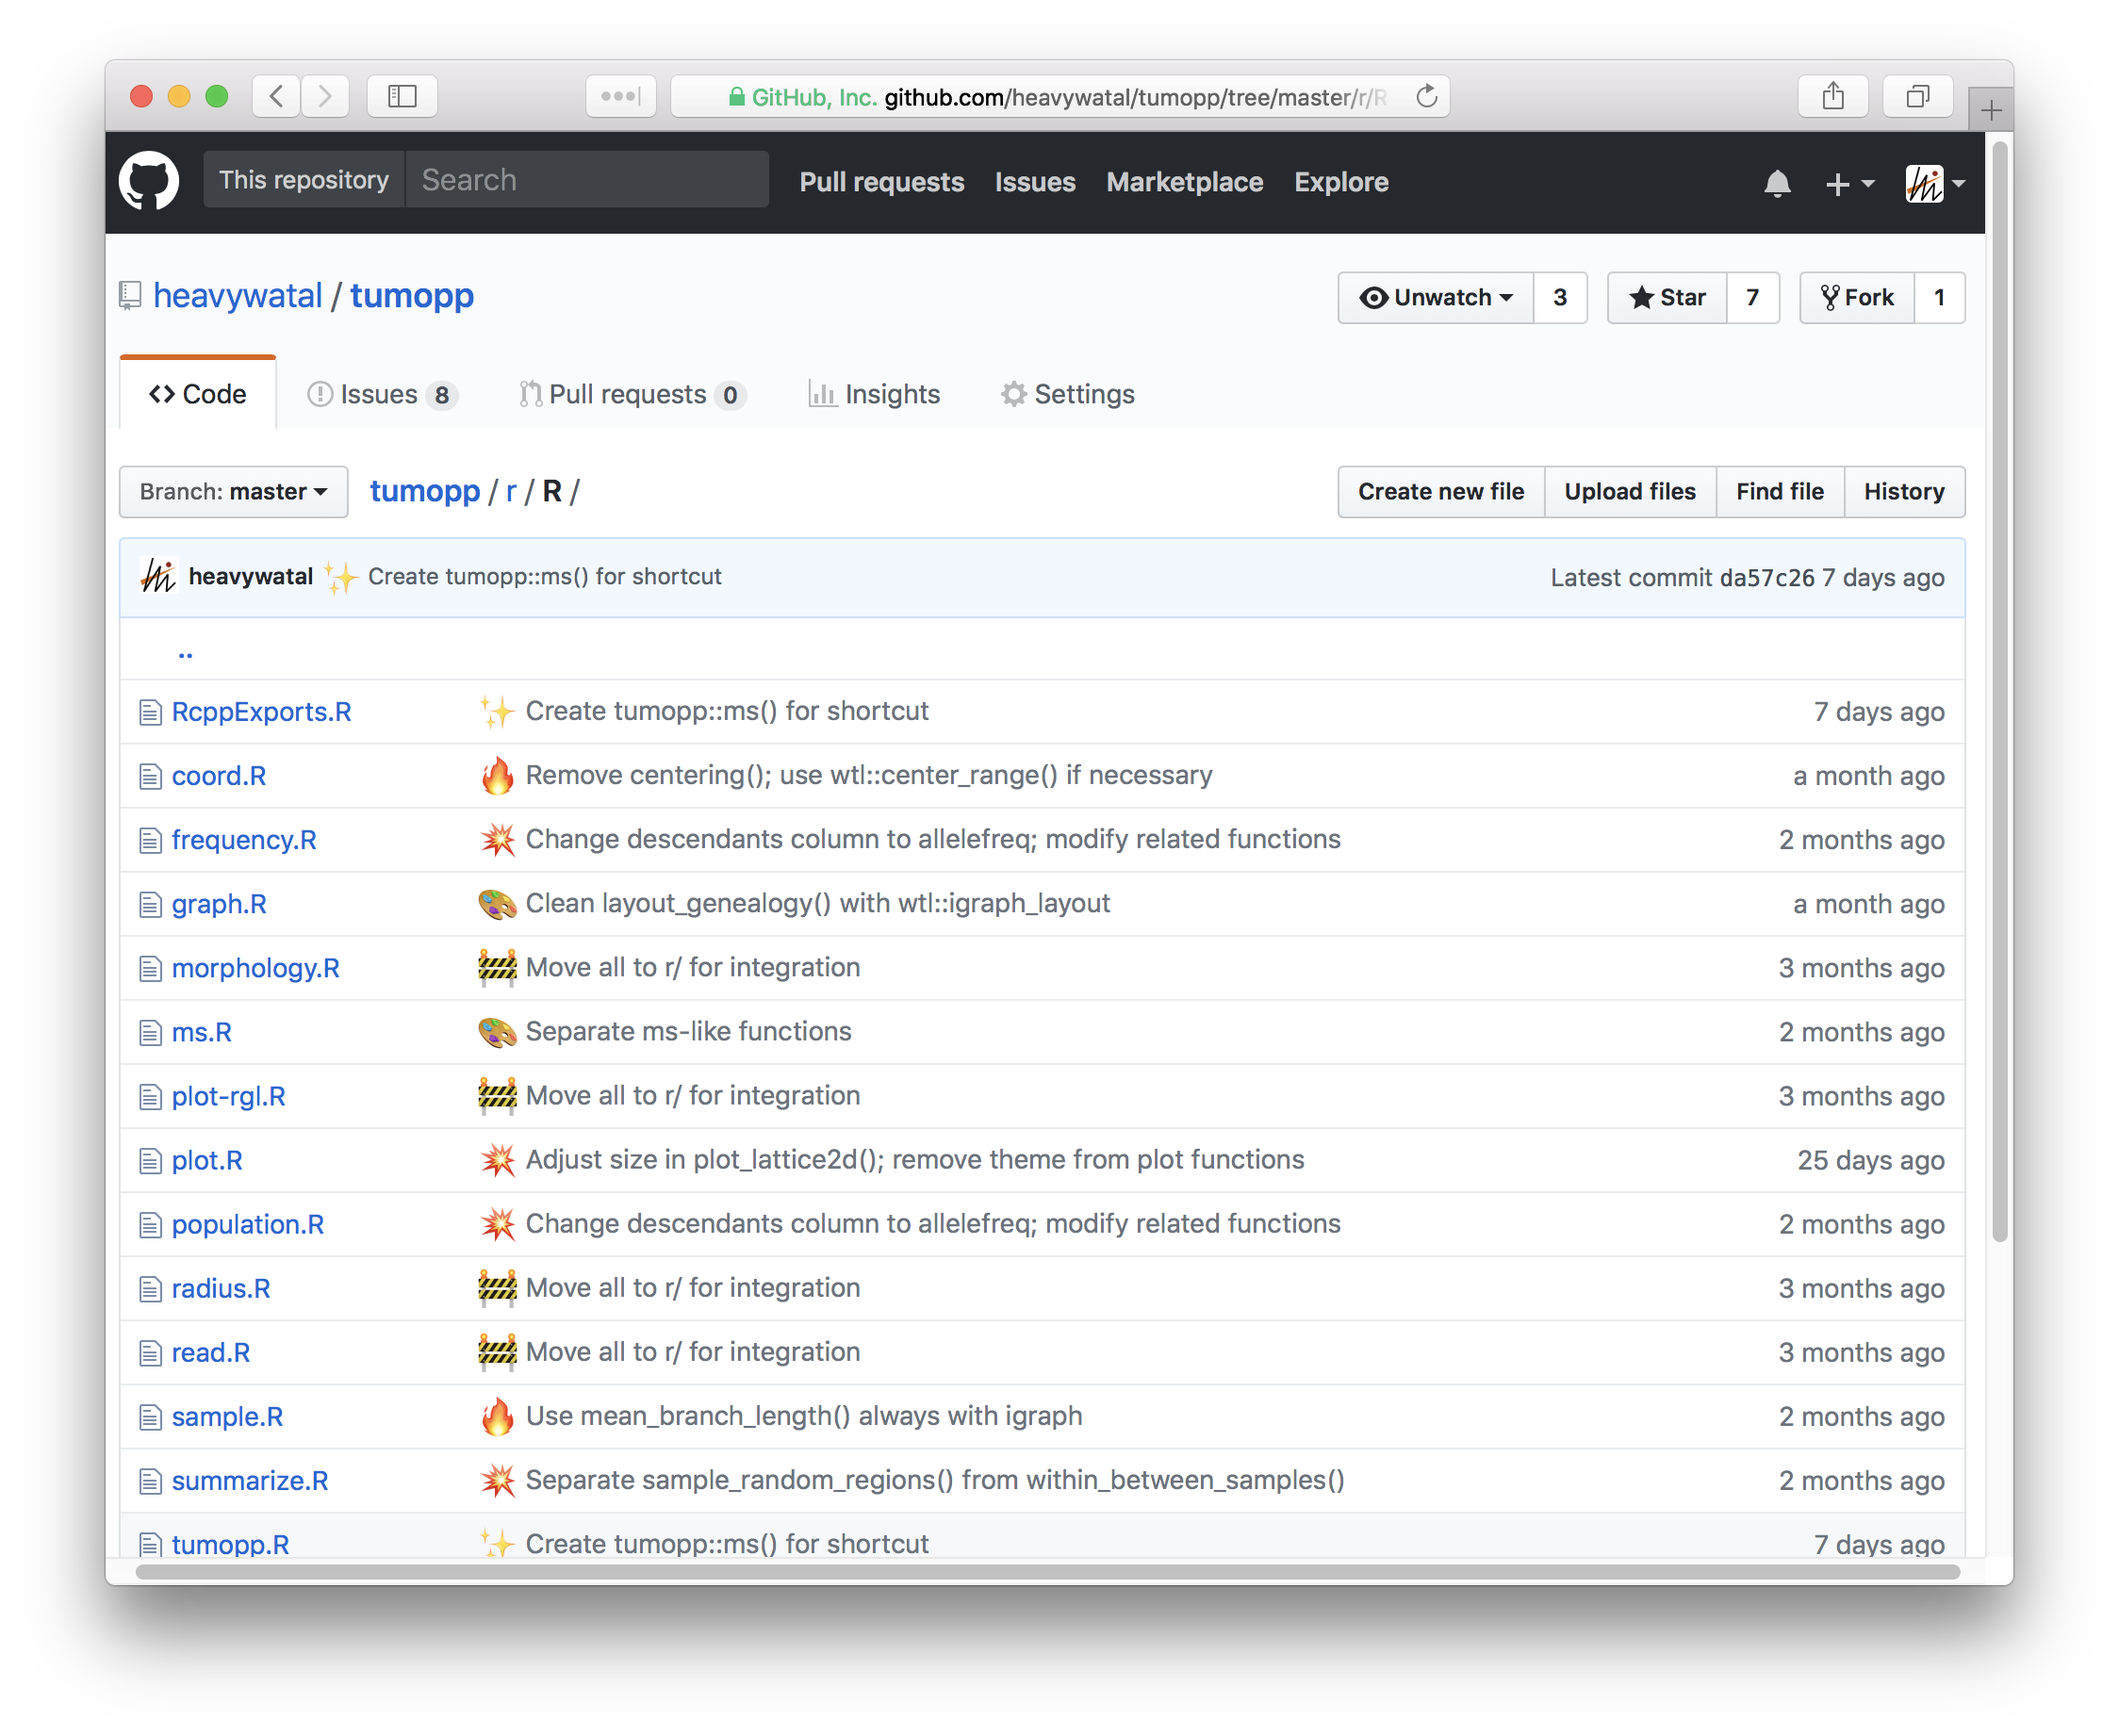 GitHub, Inc. github.com/heavywatal/tumopp/tree/master/r/R
This repository Search Pull requests Issues Marketplace Explore
heavywatal / tumopp Unwatch 3 Star 7 Fork 1
Code Issues 8 Pull requests 0 Insights Settings
Branch: master tumopp / r / R / Create new file Upload files Find file History
heavywatal ✨ Create tumopp::ms() for shortcut Latest commit da57c26 7 days ago
..
RcppExports.R ✨ Create tumopp::ms() for shortcut 7 days ago
coord.R 🔥 Remove centering(); use wtl::center_range() if necessary a month ago
frequency.R 💥 Change descendants column to allelefreq; modify related functions 2 months ago
graph.R 🎨 Clean layout_genealogy() with wtl::igraph_layout a month ago
morphology.R 🚧 Move all to r/ for integration 3 months ago
ms.R 🎨 Separate ms-like functions 2 months ago
plot-rgl.R 🚧 Move all to r/ for integration 3 months ago
plot.R 💥 Adjust size in plot_lattice2d(); remove theme from plot functions 25 days ago
population.R 💥 Change descendants column to allelefreq; modify related functions 2 months ago
radius.R 🚧 Move all to r/ for integration 3 months ago
read.R 🚧 Move all to r/ for integration 3 months ago
sample.R 🔥 Use mean_branch_length() always with igraph 2 months ago
summarize.R 💥 Separate sample_random_regions() from within_between_samples() 2 months ago
tumopp.R ✨ Create tumopp::ms() for shortcut 7 days ago